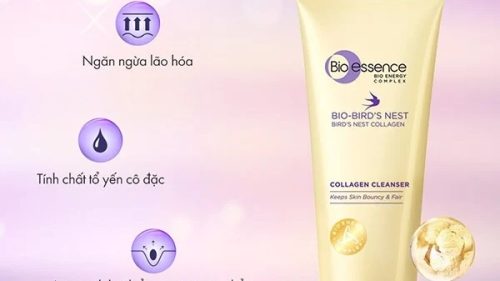 Ngăn ngừa lão hóa
Tính chất tổ yến cô đặc
Bio essence
BIO ENERGY
COMPLEX
BIO-BIRD'S NEST
BIRD'S NEST COLLAGEN
COLLAGEN CLEANSER
Keeps Skin Bouncy & Fair